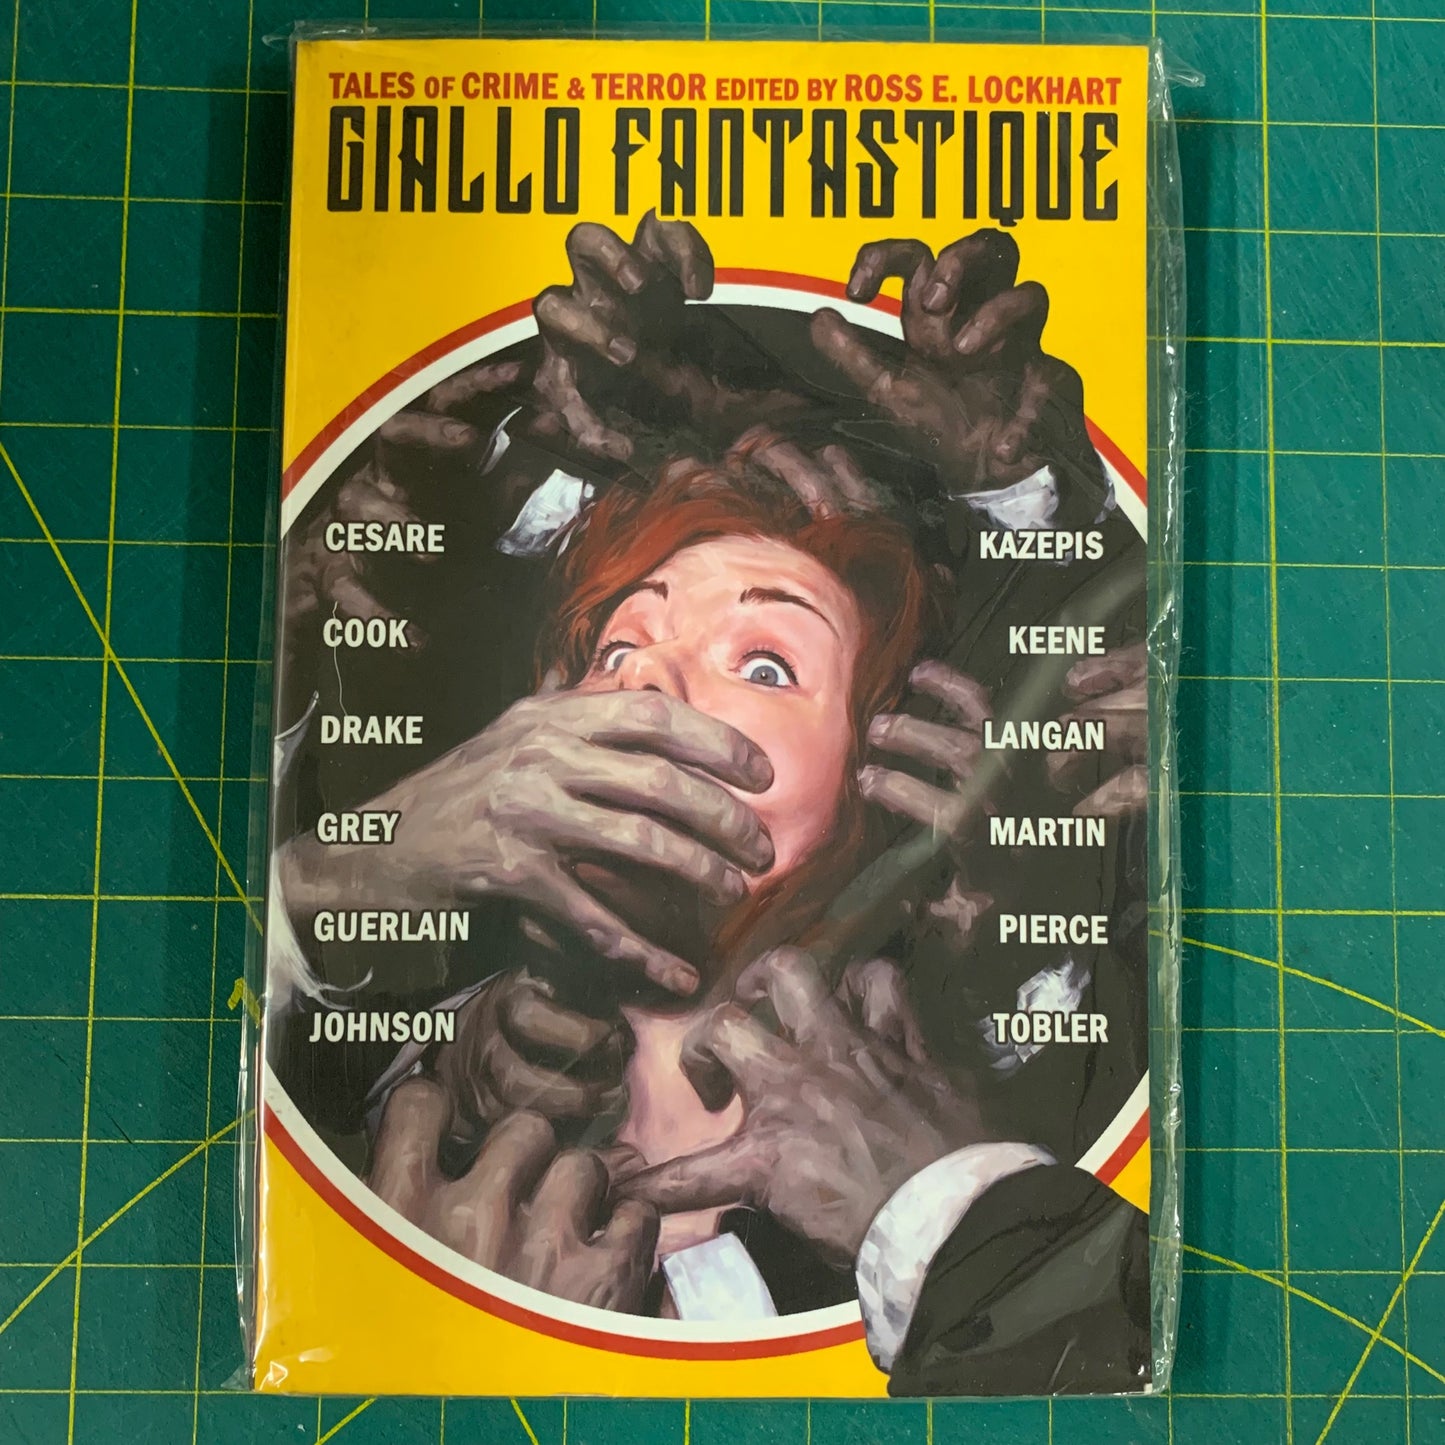 TALES OF CRIME & TERROR EDITED BY ROSS E. LOCKHART
GIALLO FANTASTIQUE
CESARE
COOK
DRAKE
GREY
GUERLAIN
JOHNSON
KAZEPIS
KEENE
LANGAN
MARTIN
PIERCE
TOBLER